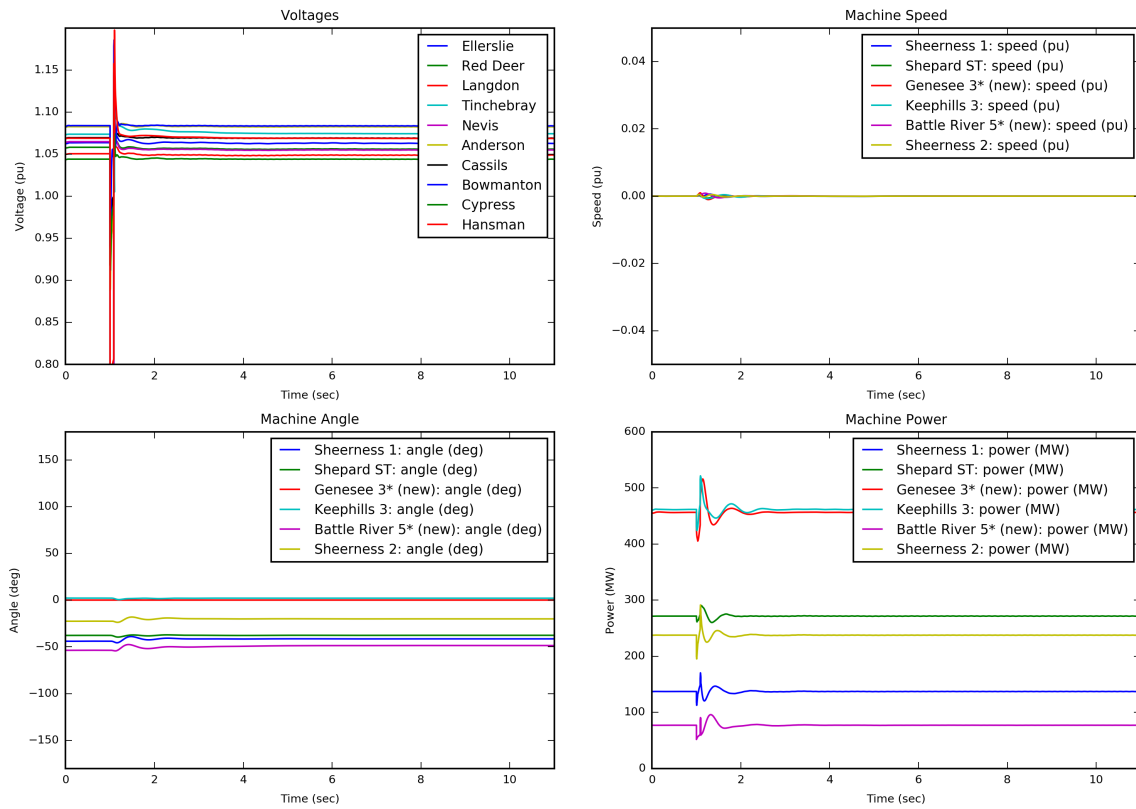 Voltages
1.15
1.10
1.05
1.00
0.95
0.90
0.85
0.80
Voltage (pu)
0 2 4 6 8 10
Time (sec)
Ellerslie
Red Deer
Langdon
Tinchebray
Nevis
Anderson
Cassils
Bowmanton
Cypress
Hansman
Machine Speed
0.04
0.02
0.00
−0.02
−0.04
Speed (pu)
0 2 4 6 8 10
Time (sec)
Sheerness 1: speed (pu)
Shepard ST: speed (pu)
Genesee 3* (new): speed (pu)
Keephills 3: speed (pu)
Battle River 5* (new): speed (pu)
Sheerness 2: speed (pu)
Machine Angle
150
100
50
0
−50
−100
−150
Angle (deg)
0 2 4 6 8 10
Time (sec)
Sheerness 1: angle (deg)
Shepard ST: angle (deg)
Genesee 3* (new): angle (deg)
Keephills 3: angle (deg)
Battle River 5* (new): angle (deg)
Sheerness 2: angle (deg)
Machine Power
600
500
400
300
200
100
0
Power (MW)
0 2 4 6 8 10
Time (sec)
Sheerness 1: power (MW)
Shepard ST: power (MW)
Genesee 3* (new): power (MW)
Keephills 3: power (MW)
Battle River 5* (new): power (MW)
Sheerness 2: power (MW)